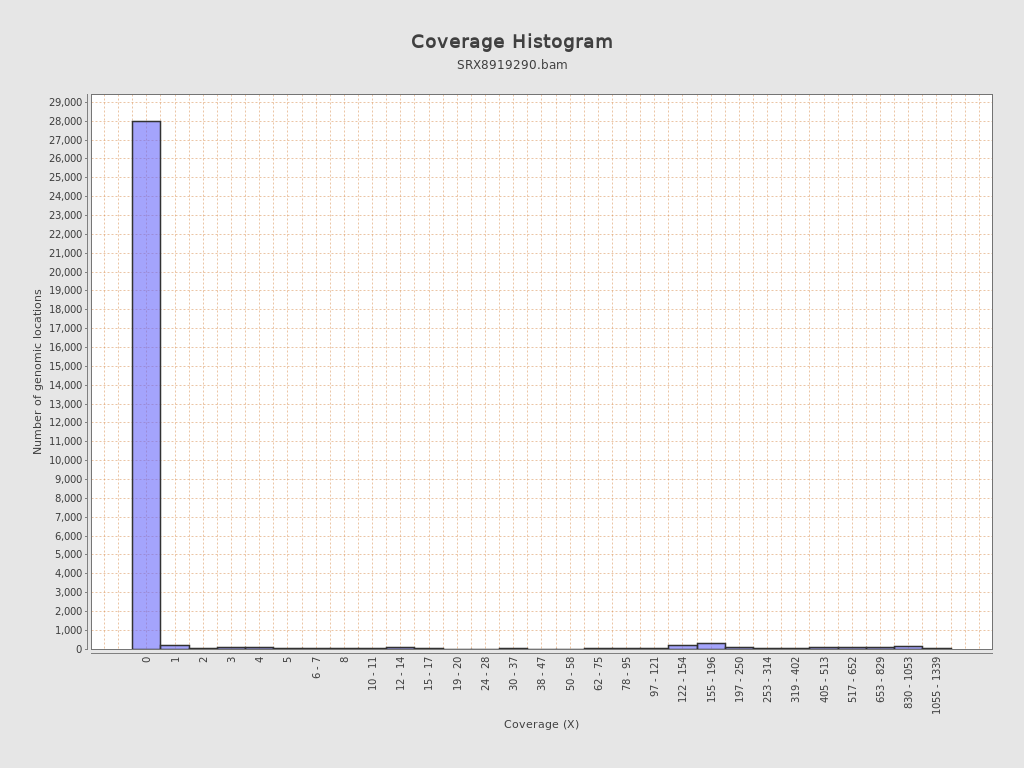 Coverage Histogram
SRX8919290.bam
Number of genomic locations
29,000
28,000
27,000
26,000
25,000
24,000
23,000
22,000
21,000
20,000
19,000
18,000
17,000
16,000
15,000
14,000
13,000
12,000
11,000
10,000
9,000
8,000
7,000
6,000
5,000
4,000
3,000
2,000
1,000
0
0
1
2
3
4
5
6 - 7
8
10 - 11
12 - 14
15 - 17
19 - 20
24 - 28
30 - 37
38 - 47
50 - 58
62 - 75
78 - 95
97 - 121
122 - 154
155 - 196
197 - 250
253 - 314
319 - 402
405 - 513
517 - 652
653 - 829
830 - 1053
1055 - 1339
Coverage (X)